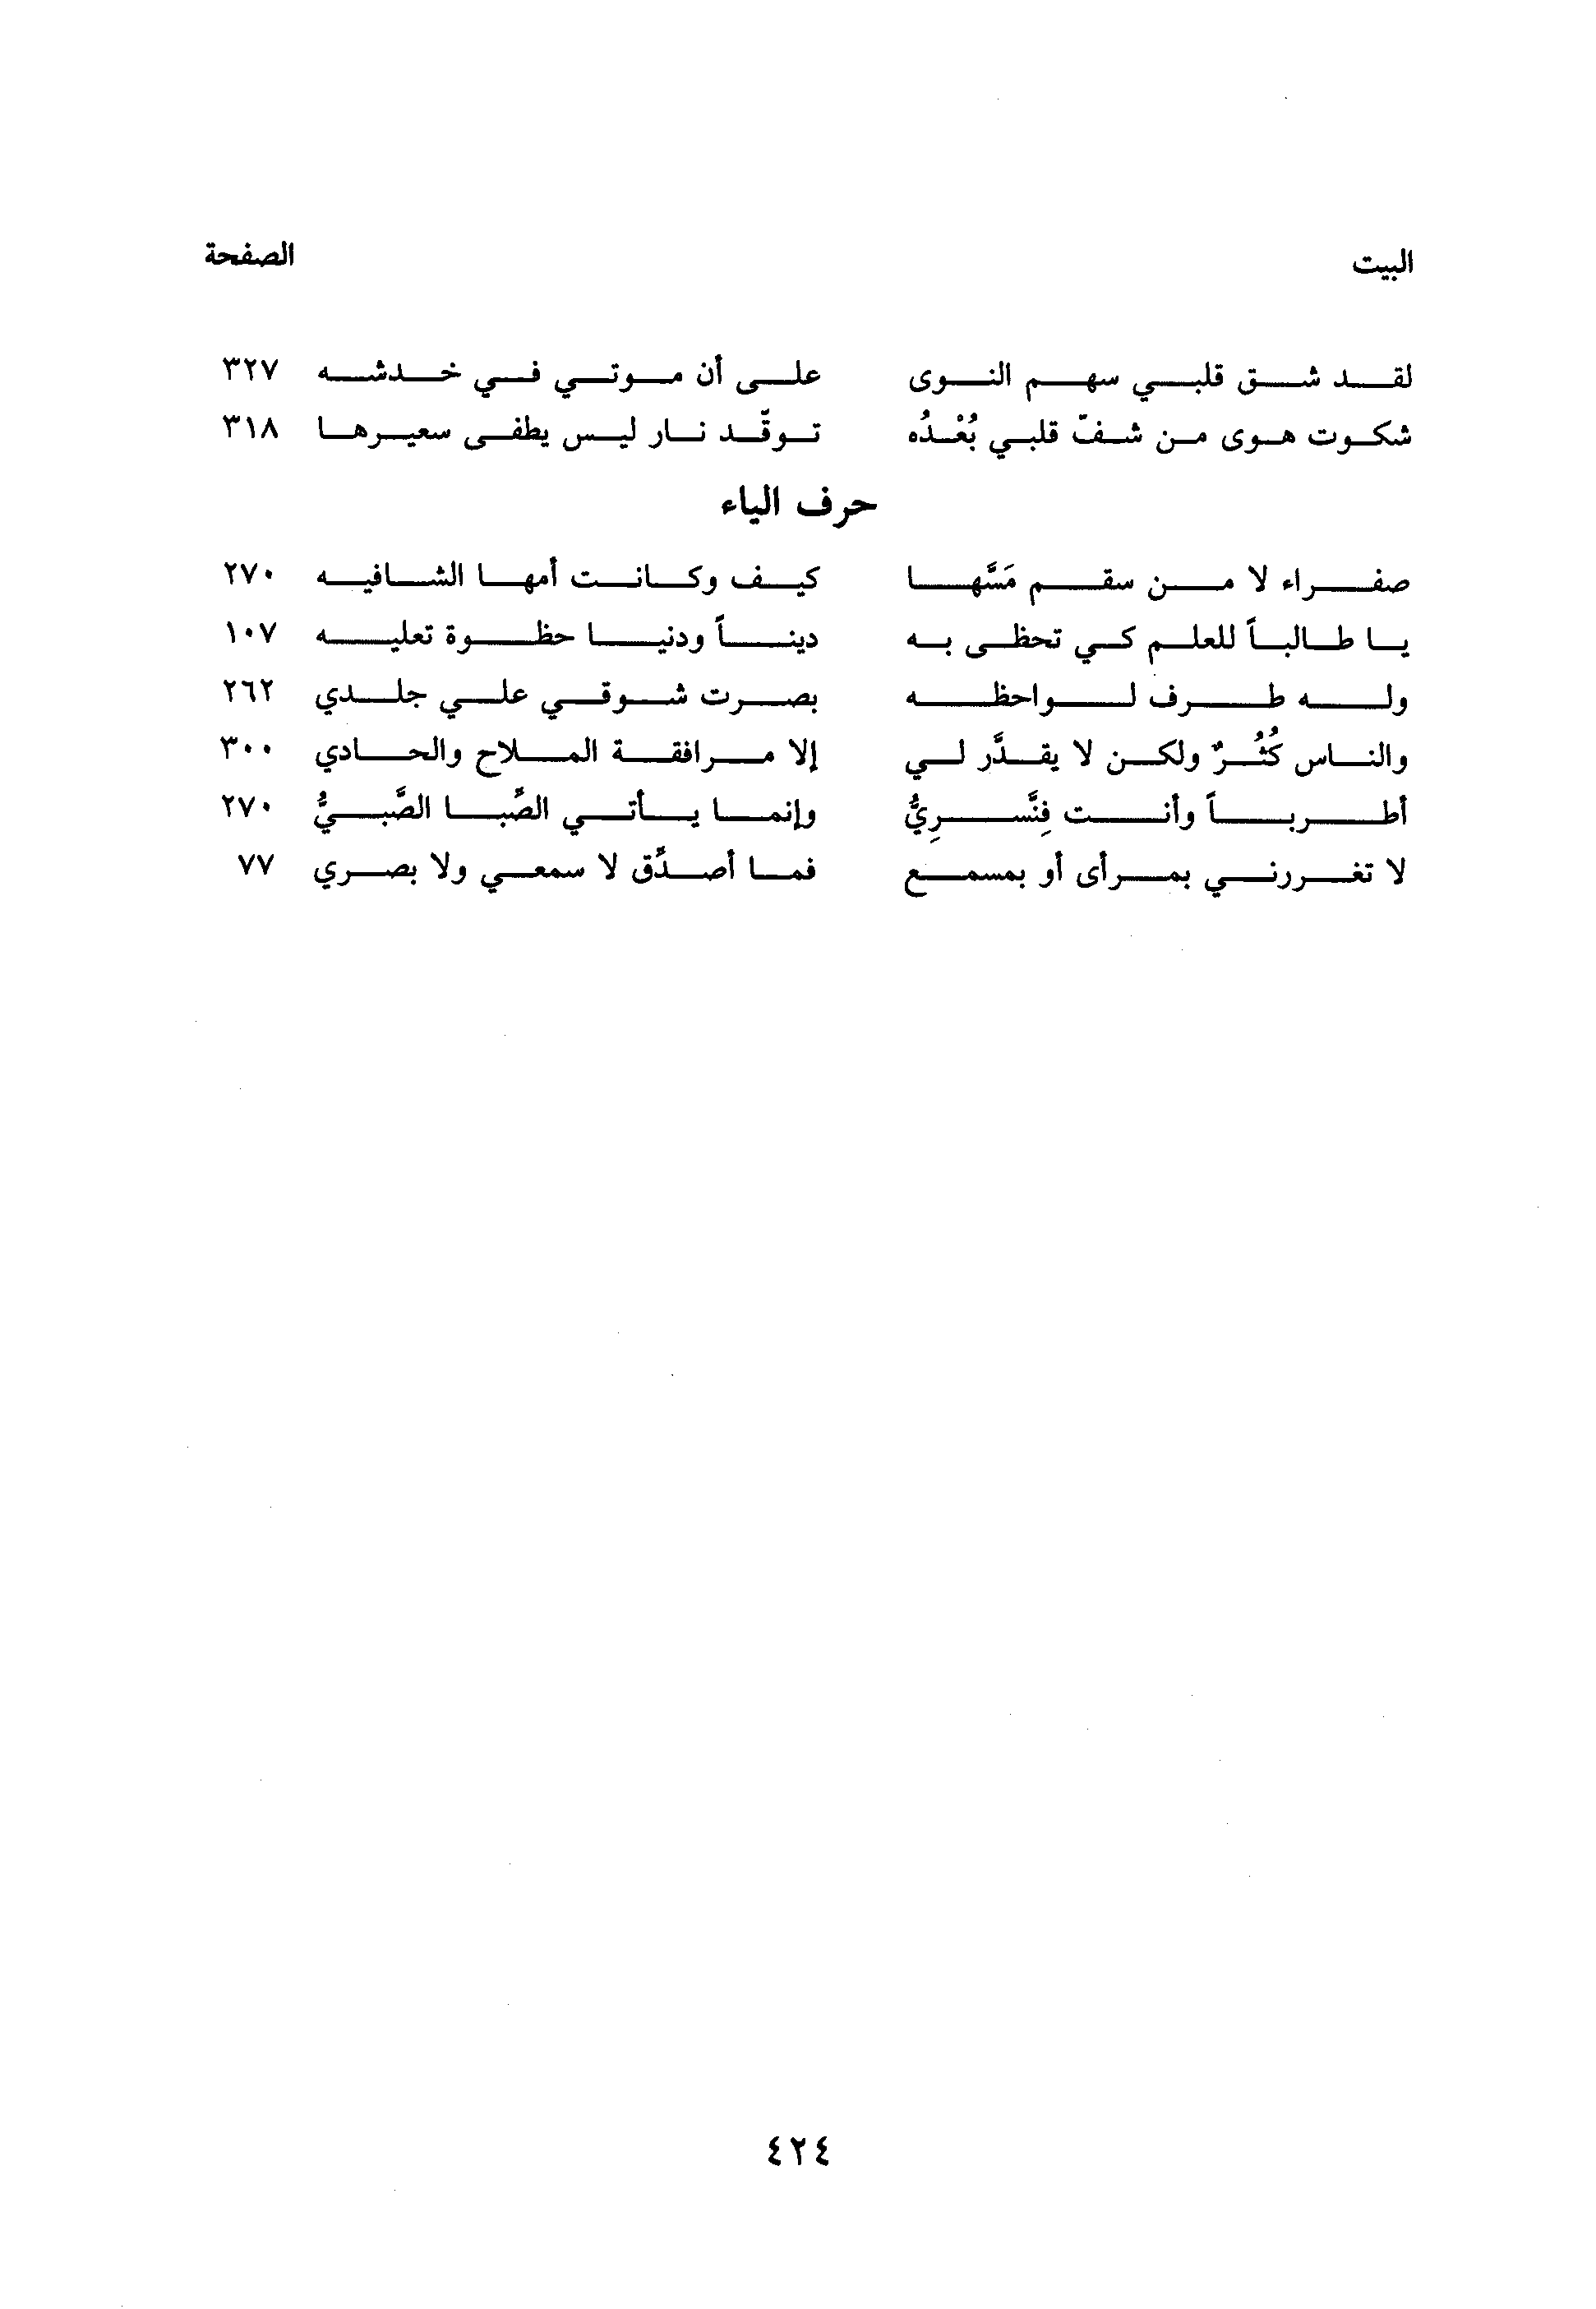 البيت الصفحة
لقد شق قلبي سهم النوى على أن موتي في خدشه ٣٢٧
شكوت هوى من شفّ قلبي بُعْدُه توقّد نار ليس يطفى سعيرها ٣١٨
حرف الياء
صفراء لا من سقم مَسَّها كيف وكانت أمها الشافيه ٢٧٠
يا طالباً للعلم كي تحظى به ديناً ودنيا حظوة تعليه ١٠٧
وله طرف لواحظه بصرت شوقي علي جلدي ٢٦٢
والناس كُثُرٌ ولكن لا يقدَّر لي إلا مرافقة الملاح والحادي ٣٠٠
أطرباً وأنت قِنَّسرِيُّ وإنما يأتي الصِّبا الصَّبيُّ ٢٧٠
لا تغررني بمرأى أو بمسمع فما أصدِّق لا سمعي ولا بصري ٧٧
٤٢٤